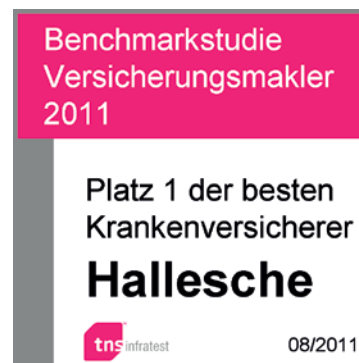 Benchmarkstudie
Versicherungsmakler
2011
Platz 1 der besten
Krankenversicherer
Hallesche
tns infratest
08/2011